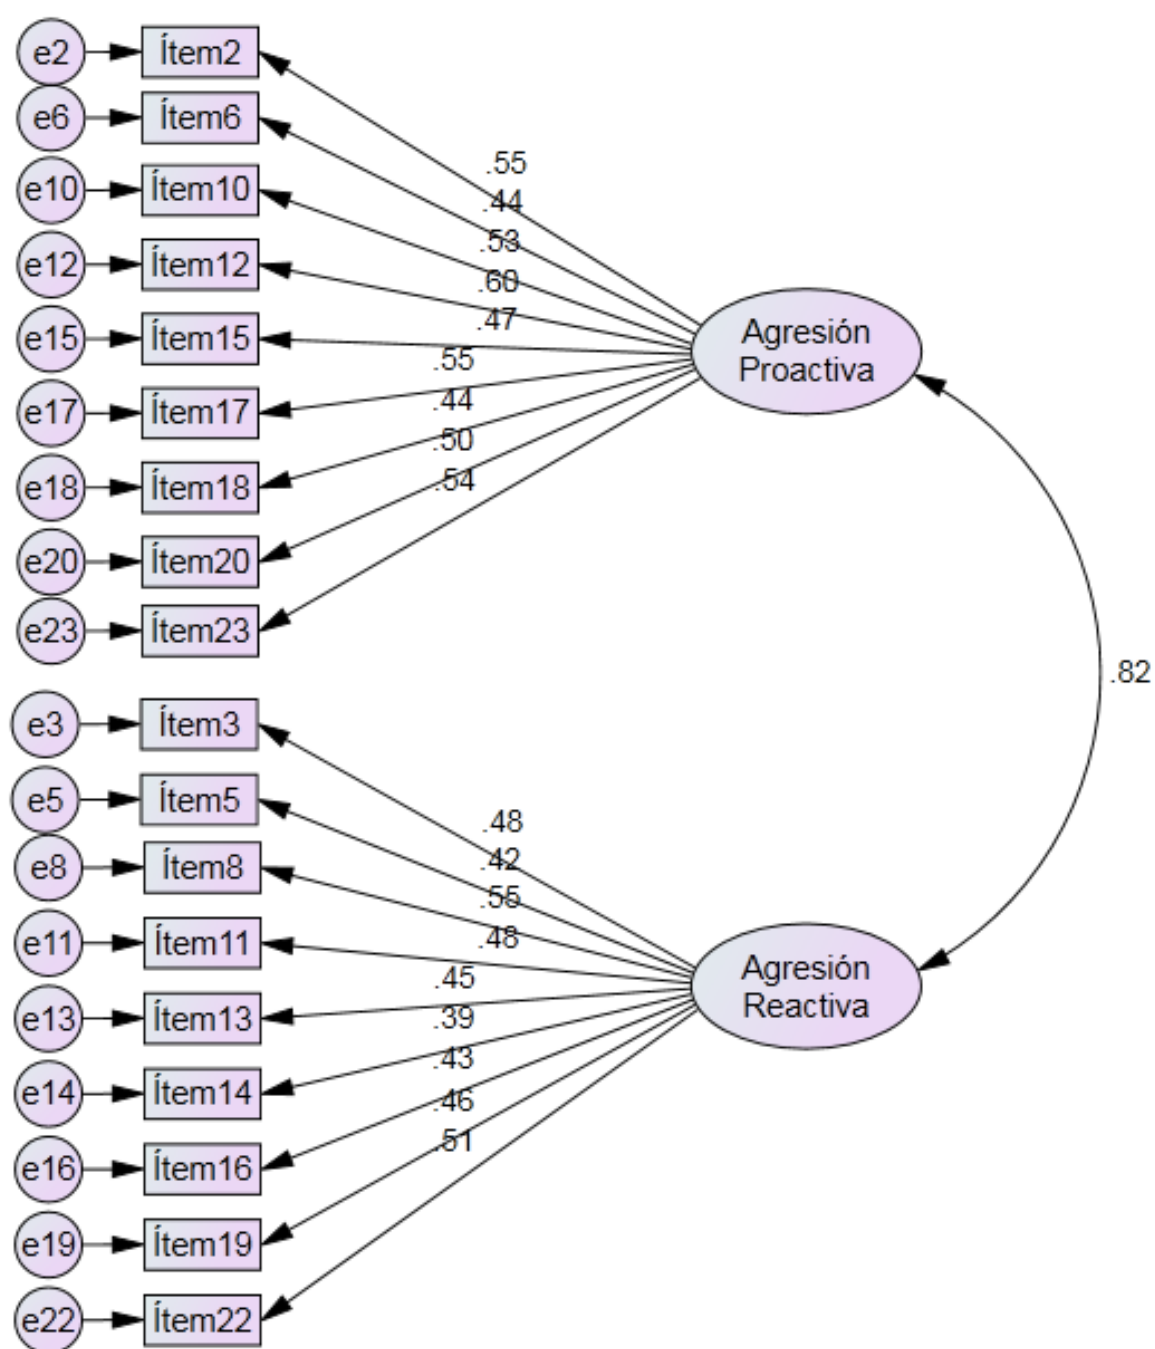 e2 Ítem2
e6 Ítem6
e10 Ítem10
e12 Ítem12
e15 Ítem15
e17 Ítem17
e18 Ítem18
e20 Ítem20
e23 Ítem23
.55
.44
.53
.60
.47
.55
.44
.50
.54
Agresión
Proactiva
.82
e3 Ítem3
e5 Ítem5
e8 Ítem8
e11 Ítem11
e13 Ítem13
e14 Ítem14
e16 Ítem16
e19 Ítem19
e22 Ítem22
.48
.42
.55
.48
.45
.39
.43
.46
.51
Agresión
Reactiva